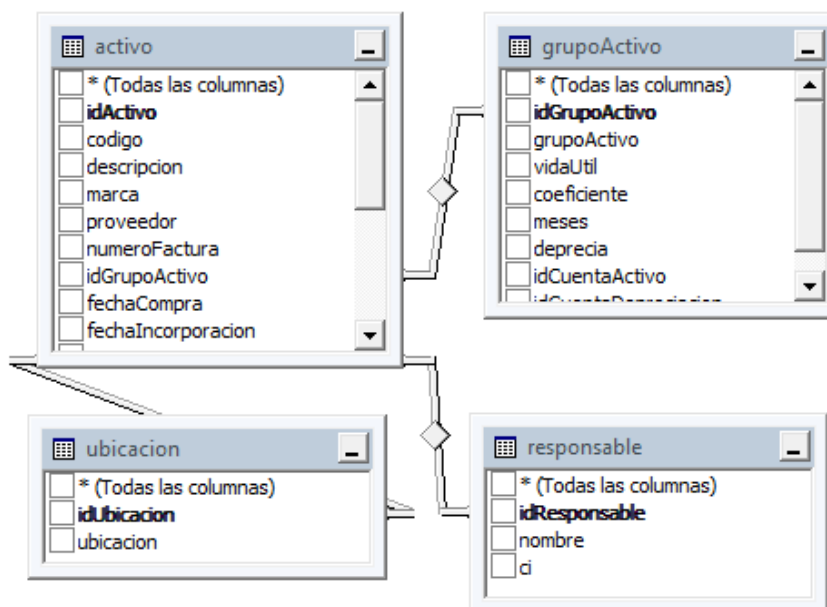 activo
* (Todas las columnas)
idActivo
codigo
descripcion
marca
proveedor
numeroFactura
idGrupoActivo
fechaCompra
fechaIncorporacion
grupoActivo
* (Todas las columnas)
idGrupoActivo
grupoActivo
vidaUtil
coeficiente
meses
deprecia
idCuentaActivo
idCuentaDepreciacion
ubicacion
* (Todas las columnas)
idUbicacion
ubicacion
responsable
* (Todas las columnas)
idResponsable
nombre
ci